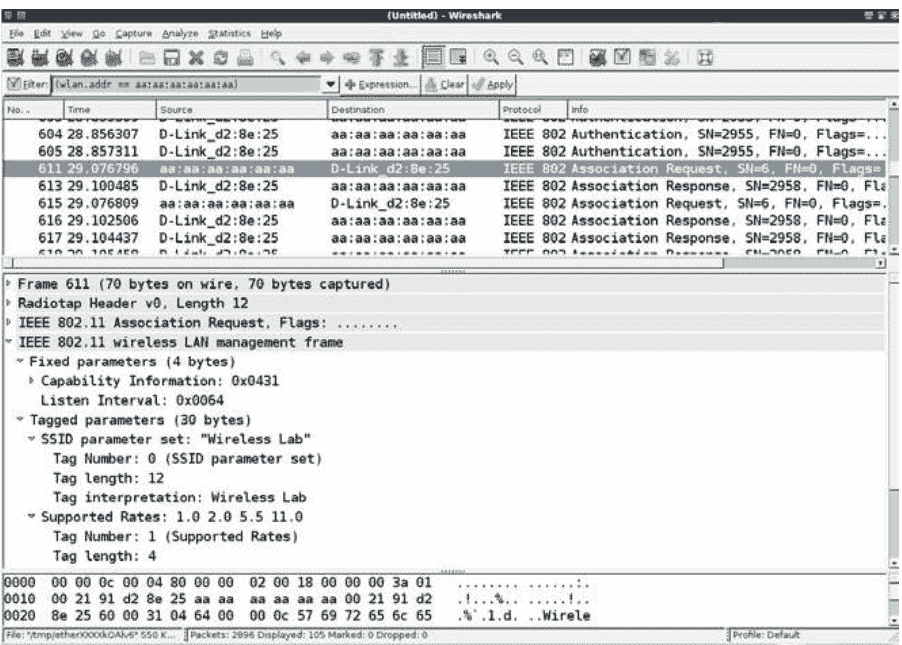 (Untitled) - Wireshark
File Edit View Go Capture Analyze Statistics Help
Filter: (wlan.addr == aa:aa:aa:aa:aa:aa) Expression... Clear Apply
No. . Time Source Destination Protocol Info
604 28.856307 D-Link_d2:8e:25 aa:aa:aa:aa:aa:aa IEEE 802 Authentication, SN=2955, FN=0, Flags=...
605 28.857311 D-Link_d2:8e:25 aa:aa:aa:aa:aa:aa IEEE 802 Authentication, SN=2955, FN=0, Flags=...
611 29.076796 aa:aa:aa:aa:aa:aa D-Link_d2:8e:25 IEEE 802 Association Request, SN=6, FN=0, Flags=
613 29.100485 D-Link_d2:8e:25 aa:aa:aa:aa:aa:aa IEEE 802 Association Response, SN=2958, FN=0, Fla
615 29.076809 aa:aa:aa:aa:aa:aa D-Link_d2:8e:25 IEEE 802 Association Request, SN=6, FN=0, Flags=.
616 29.102506 D-Link_d2:8e:25 aa:aa:aa:aa:aa:aa IEEE 802 Association Response, SN=2958, FN=0, Fla
617 29.104437 D-Link_d2:8e:25 aa:aa:aa:aa:aa:aa IEEE 802 Association Response, SN=2958, FN=0, Fla
Frame 611 (70 bytes on wire, 70 bytes captured)
Radiotap Header v0, Length 12
IEEE 802.11 Association Request, Flags: ........
IEEE 802.11 wireless LAN management frame
Fixed parameters (4 bytes)
Capability Information: 0x0431
Listen Interval: 0x0064
Tagged parameters (30 bytes)
SSID parameter set: "Wireless Lab"
Tag Number: 0 (SSID parameter set)
Tag length: 12
Tag interpretation: Wireless Lab
Supported Rates: 1.0 2.0 5.5 11.0
Tag Number: 1 (Supported Rates)
Tag length: 4
0000 00 00 0c 00 04 80 00 00 02 00 18 00 00 00 3a 01 ........ ......:.
0010 00 21 91 d2 8e 25 aa aa aa aa aa aa 00 21 91 d2 .!...%.. .....!..
0020 8e 25 60 00 31 04 64 00 00 0c 57 69 72 65 6c 65 .%`.1.d. ..Wirele
File: "/tmp/etherXXXXkOAlv6" 550 K... Packets: 2896 Displayed: 105 Marked: 0 Dropped: 0 Profile: Default